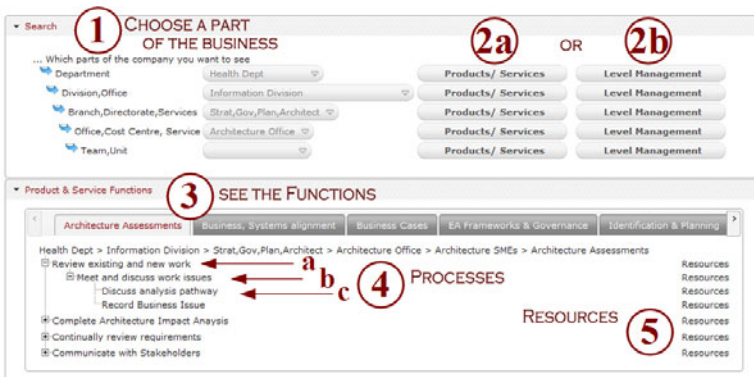 Search
1 CHOOSE A PART OF THE BUSINESS
2a OR 2b
... Which parts of the company you want to see
Department Health Dept Products/ Services Level Management
Division,Office Information Division Products/ Services Level Management
Branch,Directorate,Services Strat,Gov,Plan,Architect Products/ Services Level Management
Office,Cost Centre, Service Architecture Office Products/ Services Level Management
Team,Unit Products/ Services Level Management
Product & Service Functions
3 SEE THE FUNCTIONS
Architecture Assessments Business, Systems alignment Business Cases EA Frameworks & Governance Identification & Planning
Health Dept > Information Division > Strat,Gov,Plan,Architect > Architecture Office > Architecture SMEs > Architecture Assessments
Review existing and new work a Resources
Meet and discuss work issues b 4 PROCESSES Resources
Discuss analysis pathway c Resources
Record Business Issue Resources
RESOURCES 5
Complete Architecture Impact Anaysis Resources
Continually review requirements Resources
Communicate with Stakeholders Resources